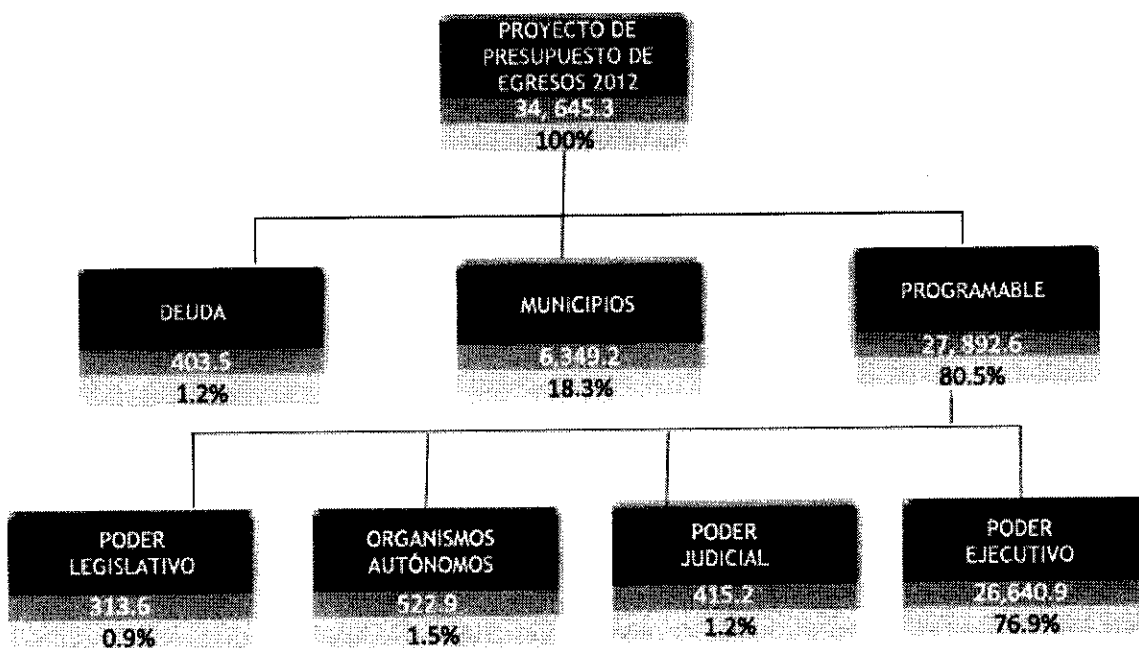 PROYECTO DE
PRESUPUESTO DE
EGRESOS 2012
34, 645.3
100%
DEUDA
403.5
1.2%
MUNICIPIOS
6,349.2
18.3%
PROGRAMABLE
27, 892.6
80.5%
PODER
LEGISLATIVO
313.6
0.9%
ORGANISMOS
AUTÓNOMOS
522.9
1.5%
PODER
JUDICIAL
415.2
1.2%
PODER
EJECUTIVO
26,640.9
76.9%